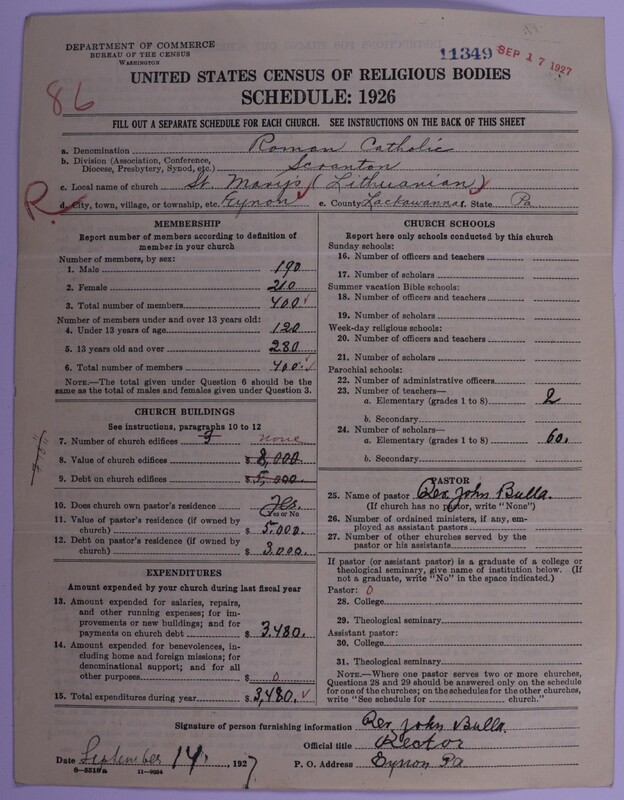 DEPARTMENT OF COMMERCE
BUREAU OF THE CENSUS
WASHINGTON
11349 SEP 17 1927
86
UNITED STATES CENSUS OF RELIGIOUS BODIES
SCHEDULE: 1926
FILL OUT A SEPARATE SCHEDULE FOR EACH CHURCH. SEE INSTRUCTIONS ON THE BACK OF THIS SHEET
a. Denomination Roman Catholic
b. Division (Association, Conference, Diocese, Presbytery, Synod, etc.) Scranton
c. Local name of church St. Mary's (Lithuanian)
R. d. City, town, village, or township, etc. Eynon e. County Lackawanna f. State Pa
MEMBERSHIP
Report number of members according to definition of
member in your church
Number of members, by sex:
1. Male 190
2. Female 210
3. Total number of members 400
Number of members under and over 13 years old:
4. Under 13 years of age 120
5. 13 years old and over 280
6. Total number of members 400
NOTE.—The total given under Question 6 should be the
same as the total of males and females given under Question 3.
CHURCH BUILDINGS
See instructions, paragraphs 10 to 12
7. Number of church edifices none
8. Value of church edifices $ 8,000
9. Debt on church edifices $ 5,000
10. Does church own pastor's residence Yes
Yes or No
11. Value of pastor's residence (if owned by
church) $ 5,000
12. Debt on pastor's residence (if owned by
church) $ 3,000
EXPENDITURES
Amount expended by your church during last fiscal year
13. Amount expended for salaries, repairs,
and other running expenses; for im-
provements or new buildings; and for
payments on church debt $ 3,480.
14. Amount expended for benevolences, in-
cluding home and foreign missions; for
denominational support; and for all
other purposes $ 0
15. Total expenditures during year $ 3,480.
CHURCH SCHOOLS
Report here only schools conducted by this church
Sunday schools:
16. Number of officers and teachers
17. Number of scholars
Summer vacation Bible schools:
18. Number of officers and teachers
19. Number of scholars
Week-day religious schools:
20. Number of officers and teachers
21. Number of scholars
Parochial schools:
22. Number of administrative officers
23. Number of teachers—
a. Elementary (grades 1 to 8) 2
b. Secondary
24. Number of scholars—
a. Elementary (grades 1 to 8) 60.
b. Secondary
PASTOR
25. Name of pastor Rev. John Bulla.
(If church has no pastor, write "None")
26. Number of ordained ministers, if any, em-
ployed as assistant pastors
27. Number of other churches served by the
pastor or his assistants
If pastor (or assistant pastor) is a graduate of a college or
theological seminary, give name of institution below. (If
not a graduate, write "No" in the space indicated.)
Pastor: 0
28. College
29. Theological seminary
Assistant pastor:
30. College
31. Theological seminary
NOTE.—Where one pastor serves two or more churches,
Questions 28 and 29 should be answered only on the schedule
for one of the churches; on the schedules for the other churches,
write "See schedule for church."
Signature of person furnishing information Rev. John Bulla.
Official title Rector
Date September 14, 1927 P. O. Address Eynon Pa
11—9254